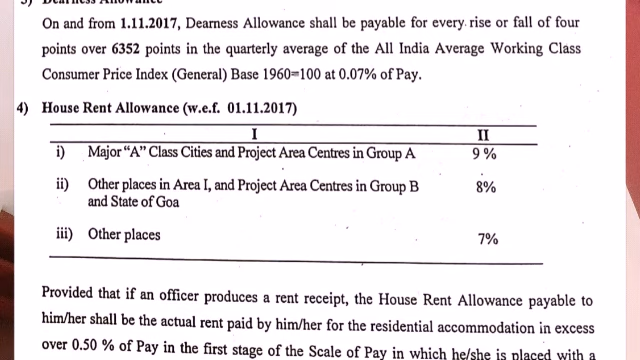 3) Dearness Allowance
On and from 1.11.2017, Dearness Allowance shall be payable for every rise or fall of four
points over 6352 points in the quarterly average of the All India Average Working Class
Consumer Price Index (General) Base 1960=100 at 0.07% of Pay.
4) House Rent Allowance (w.e.f. 01.11.2017)
I II
i) Major "A" Class Cities and Project Area Centres in Group A 9 %
ii) Other places in Area I, and Project Area Centres in Group B 8%
and State of Goa
iii) Other places 7%
Provided that if an officer produces a rent receipt, the House Rent Allowance payable to
him/her shall be the actual rent paid by him/her for the residential accommodation in excess
over 0.50 % of Pay in the first stage of the Scale of Pay in which he/she is placed with a